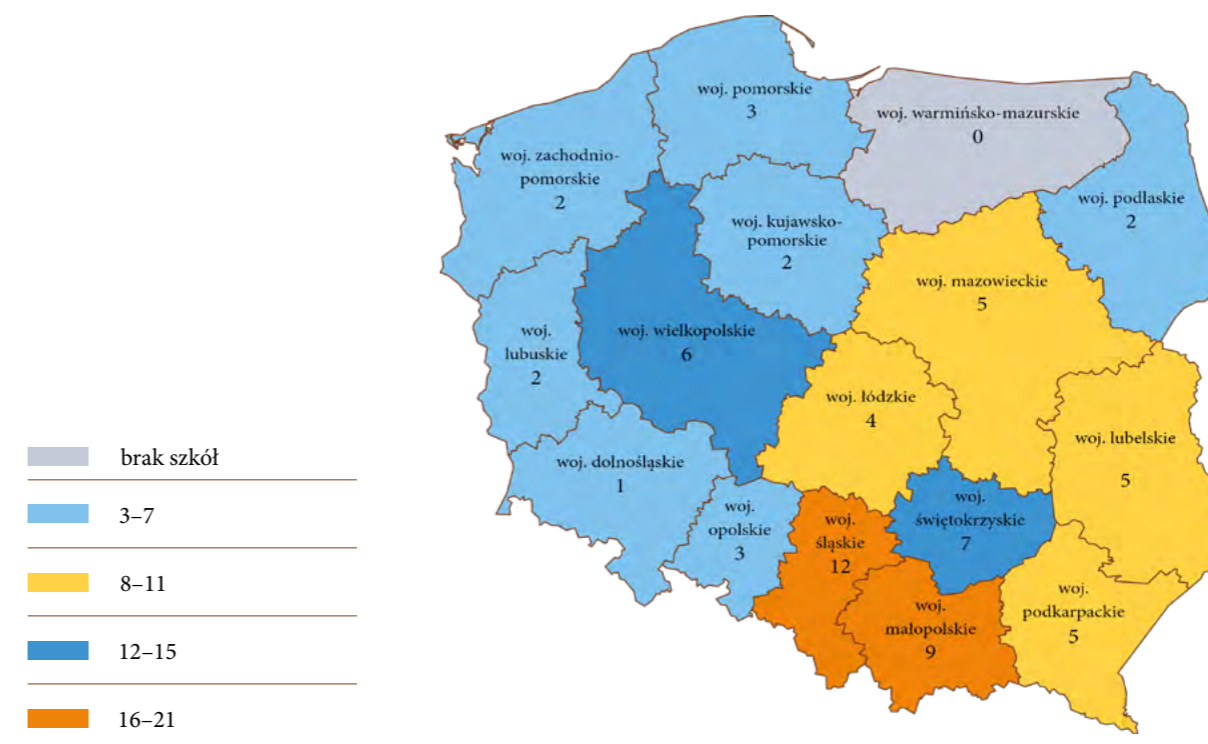 woj. pomorskie
3
woj. warmińsko-mazurskie
0
woj. zachodnio-
pomorskie
2
woj. podlaskie
2
woj. kujawsko-
pomorskie
2
woj. mazowieckie
5
woj. wielkopolskie
6
woj.
lubuskie
2
woj. łódzkie
4
woj. lubelskie
5
woj. dolnośląskie
1
woj.
opolskie
3
woj.
śląskie
12
woj.
świętokrzyskie
7
woj.
małopolskie
9
woj.
podkarpackie
5
brak szkół
3–7
8–11
12–15
16–21